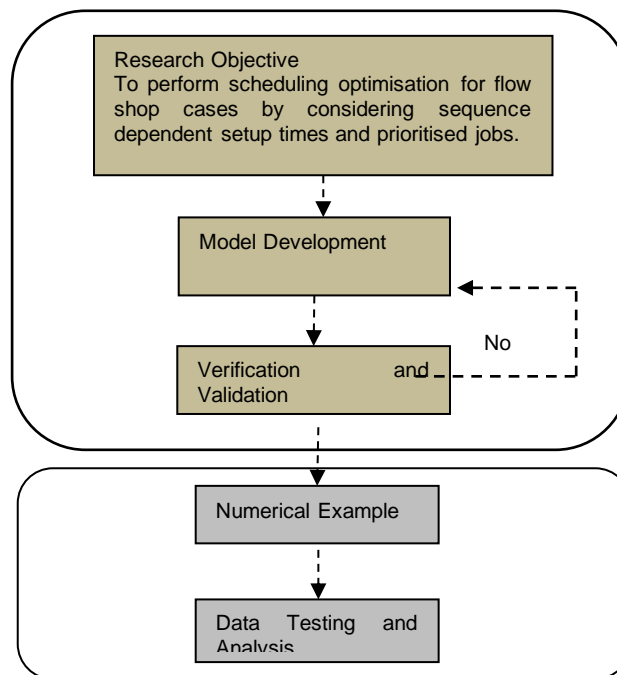 Research Objective
To perform scheduling optimisation for flow
shop cases by considering sequence
dependent setup times and prioritised jobs.
Model Development
No
Verification and
Validation
Numerical Example
Data Testing and
Analysis